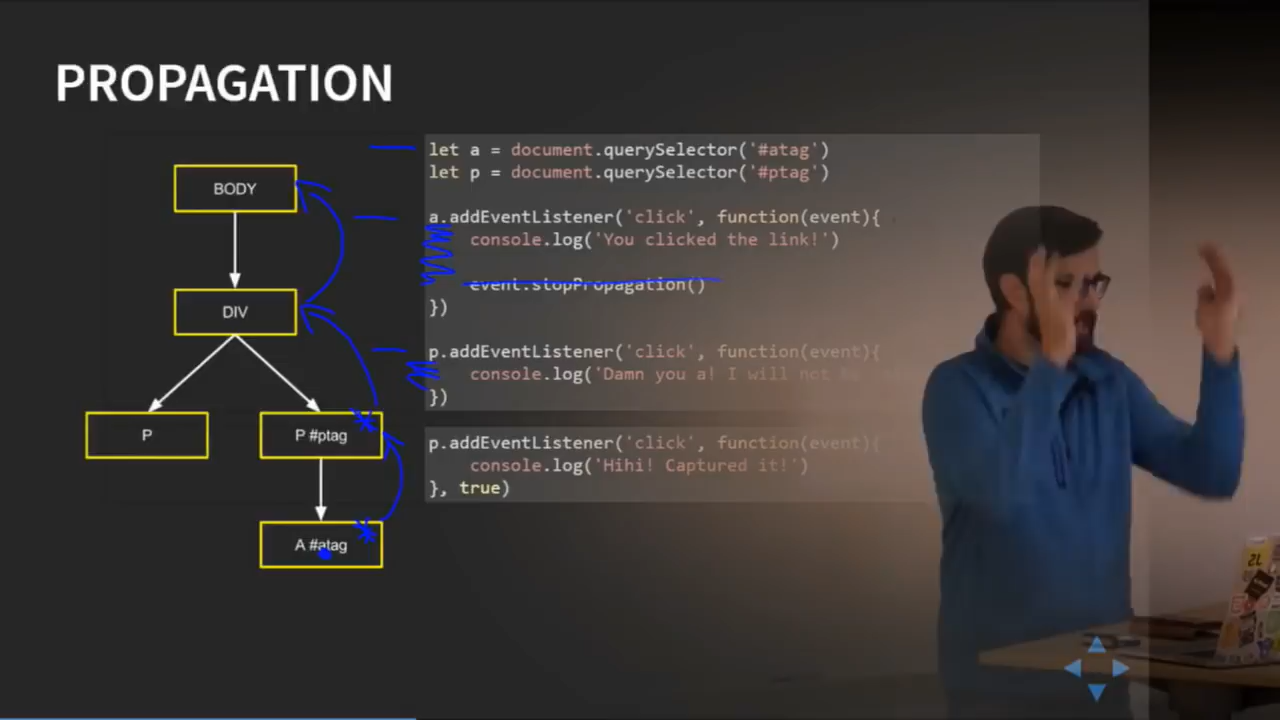 PROPAGATION
BODY
DIV
P
P #ptag
A #atag
let a = document.querySelector('#atag')
let p = document.querySelector('#ptag')
a.addEventListener('click', function(event){
console.log('You clicked the link!')
event.stopPropagation()
})
p.addEventListener('click', function(event){
console.log('Damn you a! I will not
})
p.addEventListener('click', function(event){
console.log('Hihi! Captured it!')
}, true)